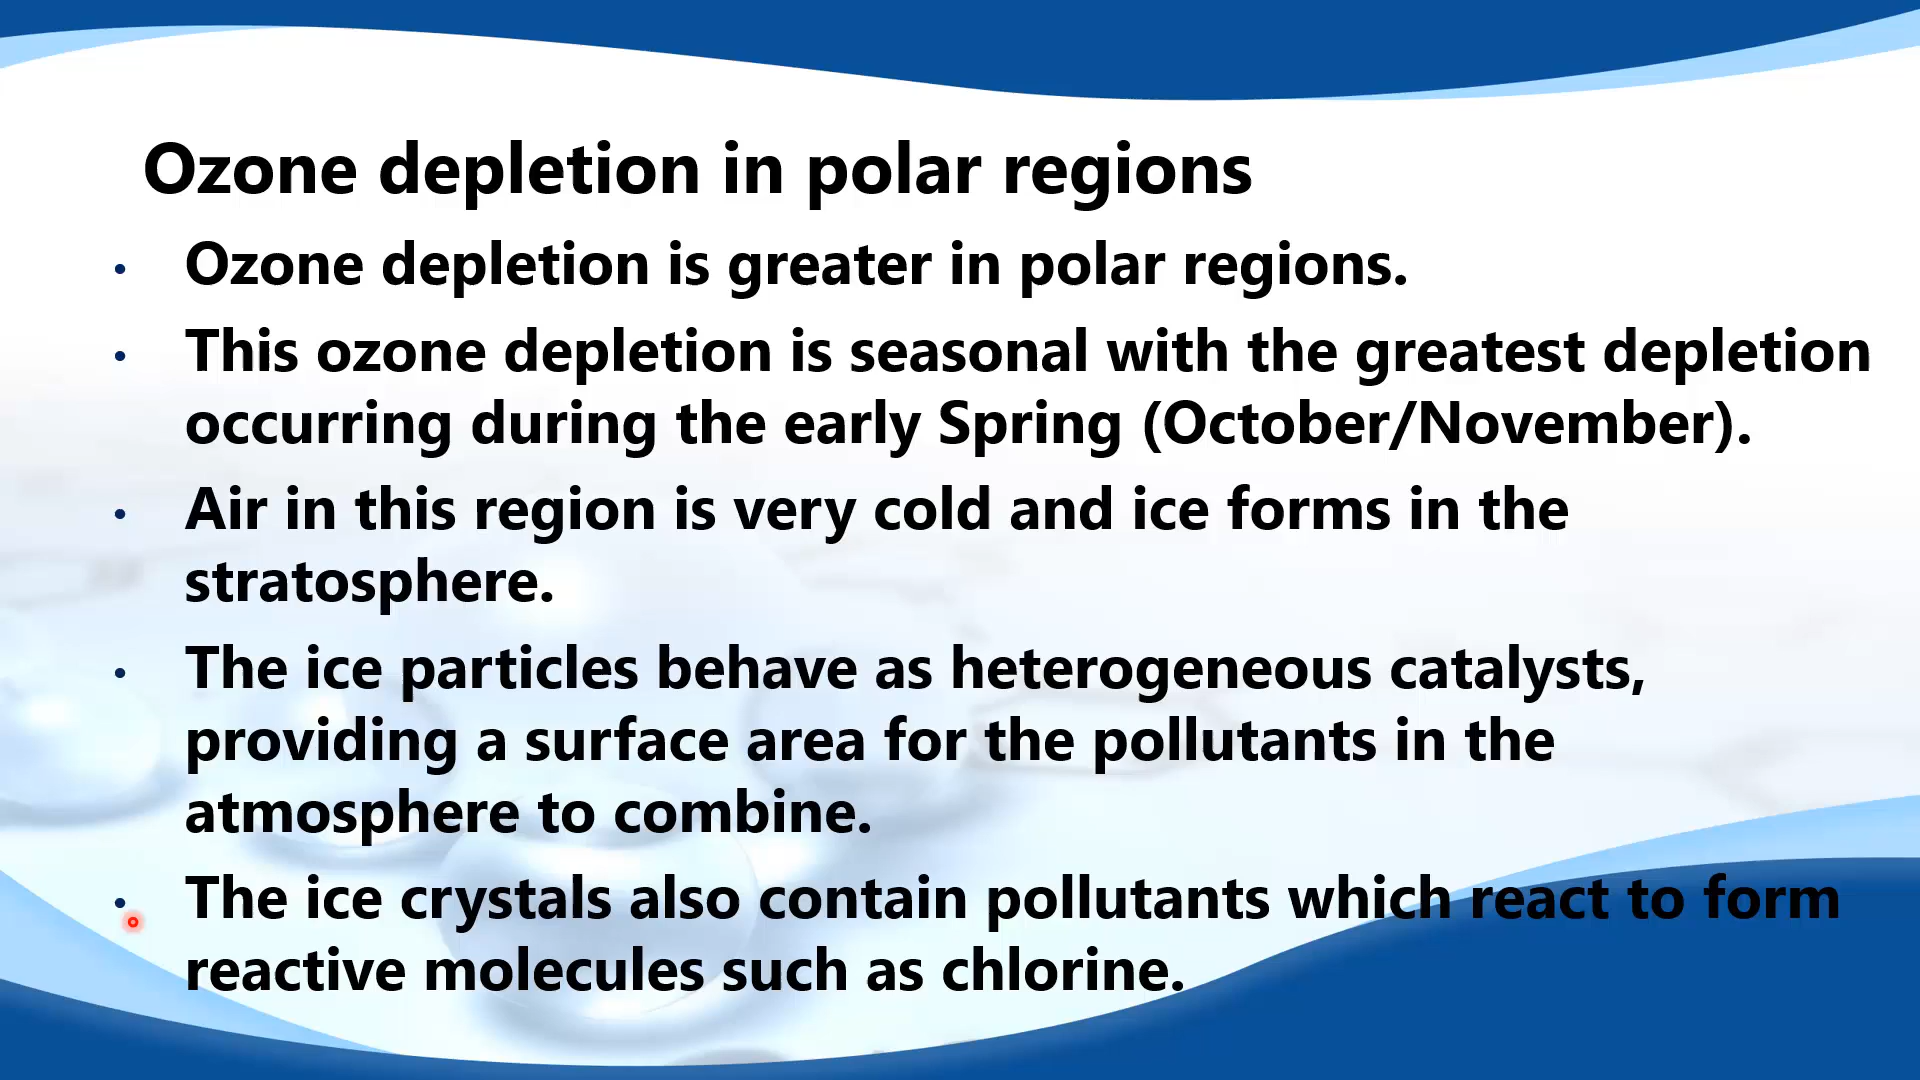 Ozone depletion in polar regions
• Ozone depletion is greater in polar regions.
• This ozone depletion is seasonal with the greatest depletion
occurring during the early Spring (October/November).
• Air in this region is very cold and ice forms in the
stratosphere.
• The ice particles behave as heterogeneous catalysts,
providing a surface area for the pollutants in the
atmosphere to combine.
• The ice crystals also contain pollutants which react to form
reactive molecules such as chlorine.